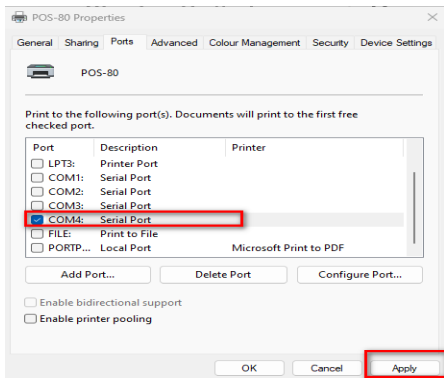 POS-80 Properties
General Sharing Ports Advanced Colour Management Security Device Settings
POS-80
Print to the following port(s). Documents will print to the first free
checked port.
Port Description Printer
LPT3: Printer Port
COM1: Serial Port
COM2: Serial Port
COM3: Serial Port
COM4: Serial Port
FILE: Print to File
PORTP... Local Port Microsoft Print to PDF
Add Port... Delete Port Configure Port...
Enable bidirectional support
Enable printer pooling
OK Cancel Apply